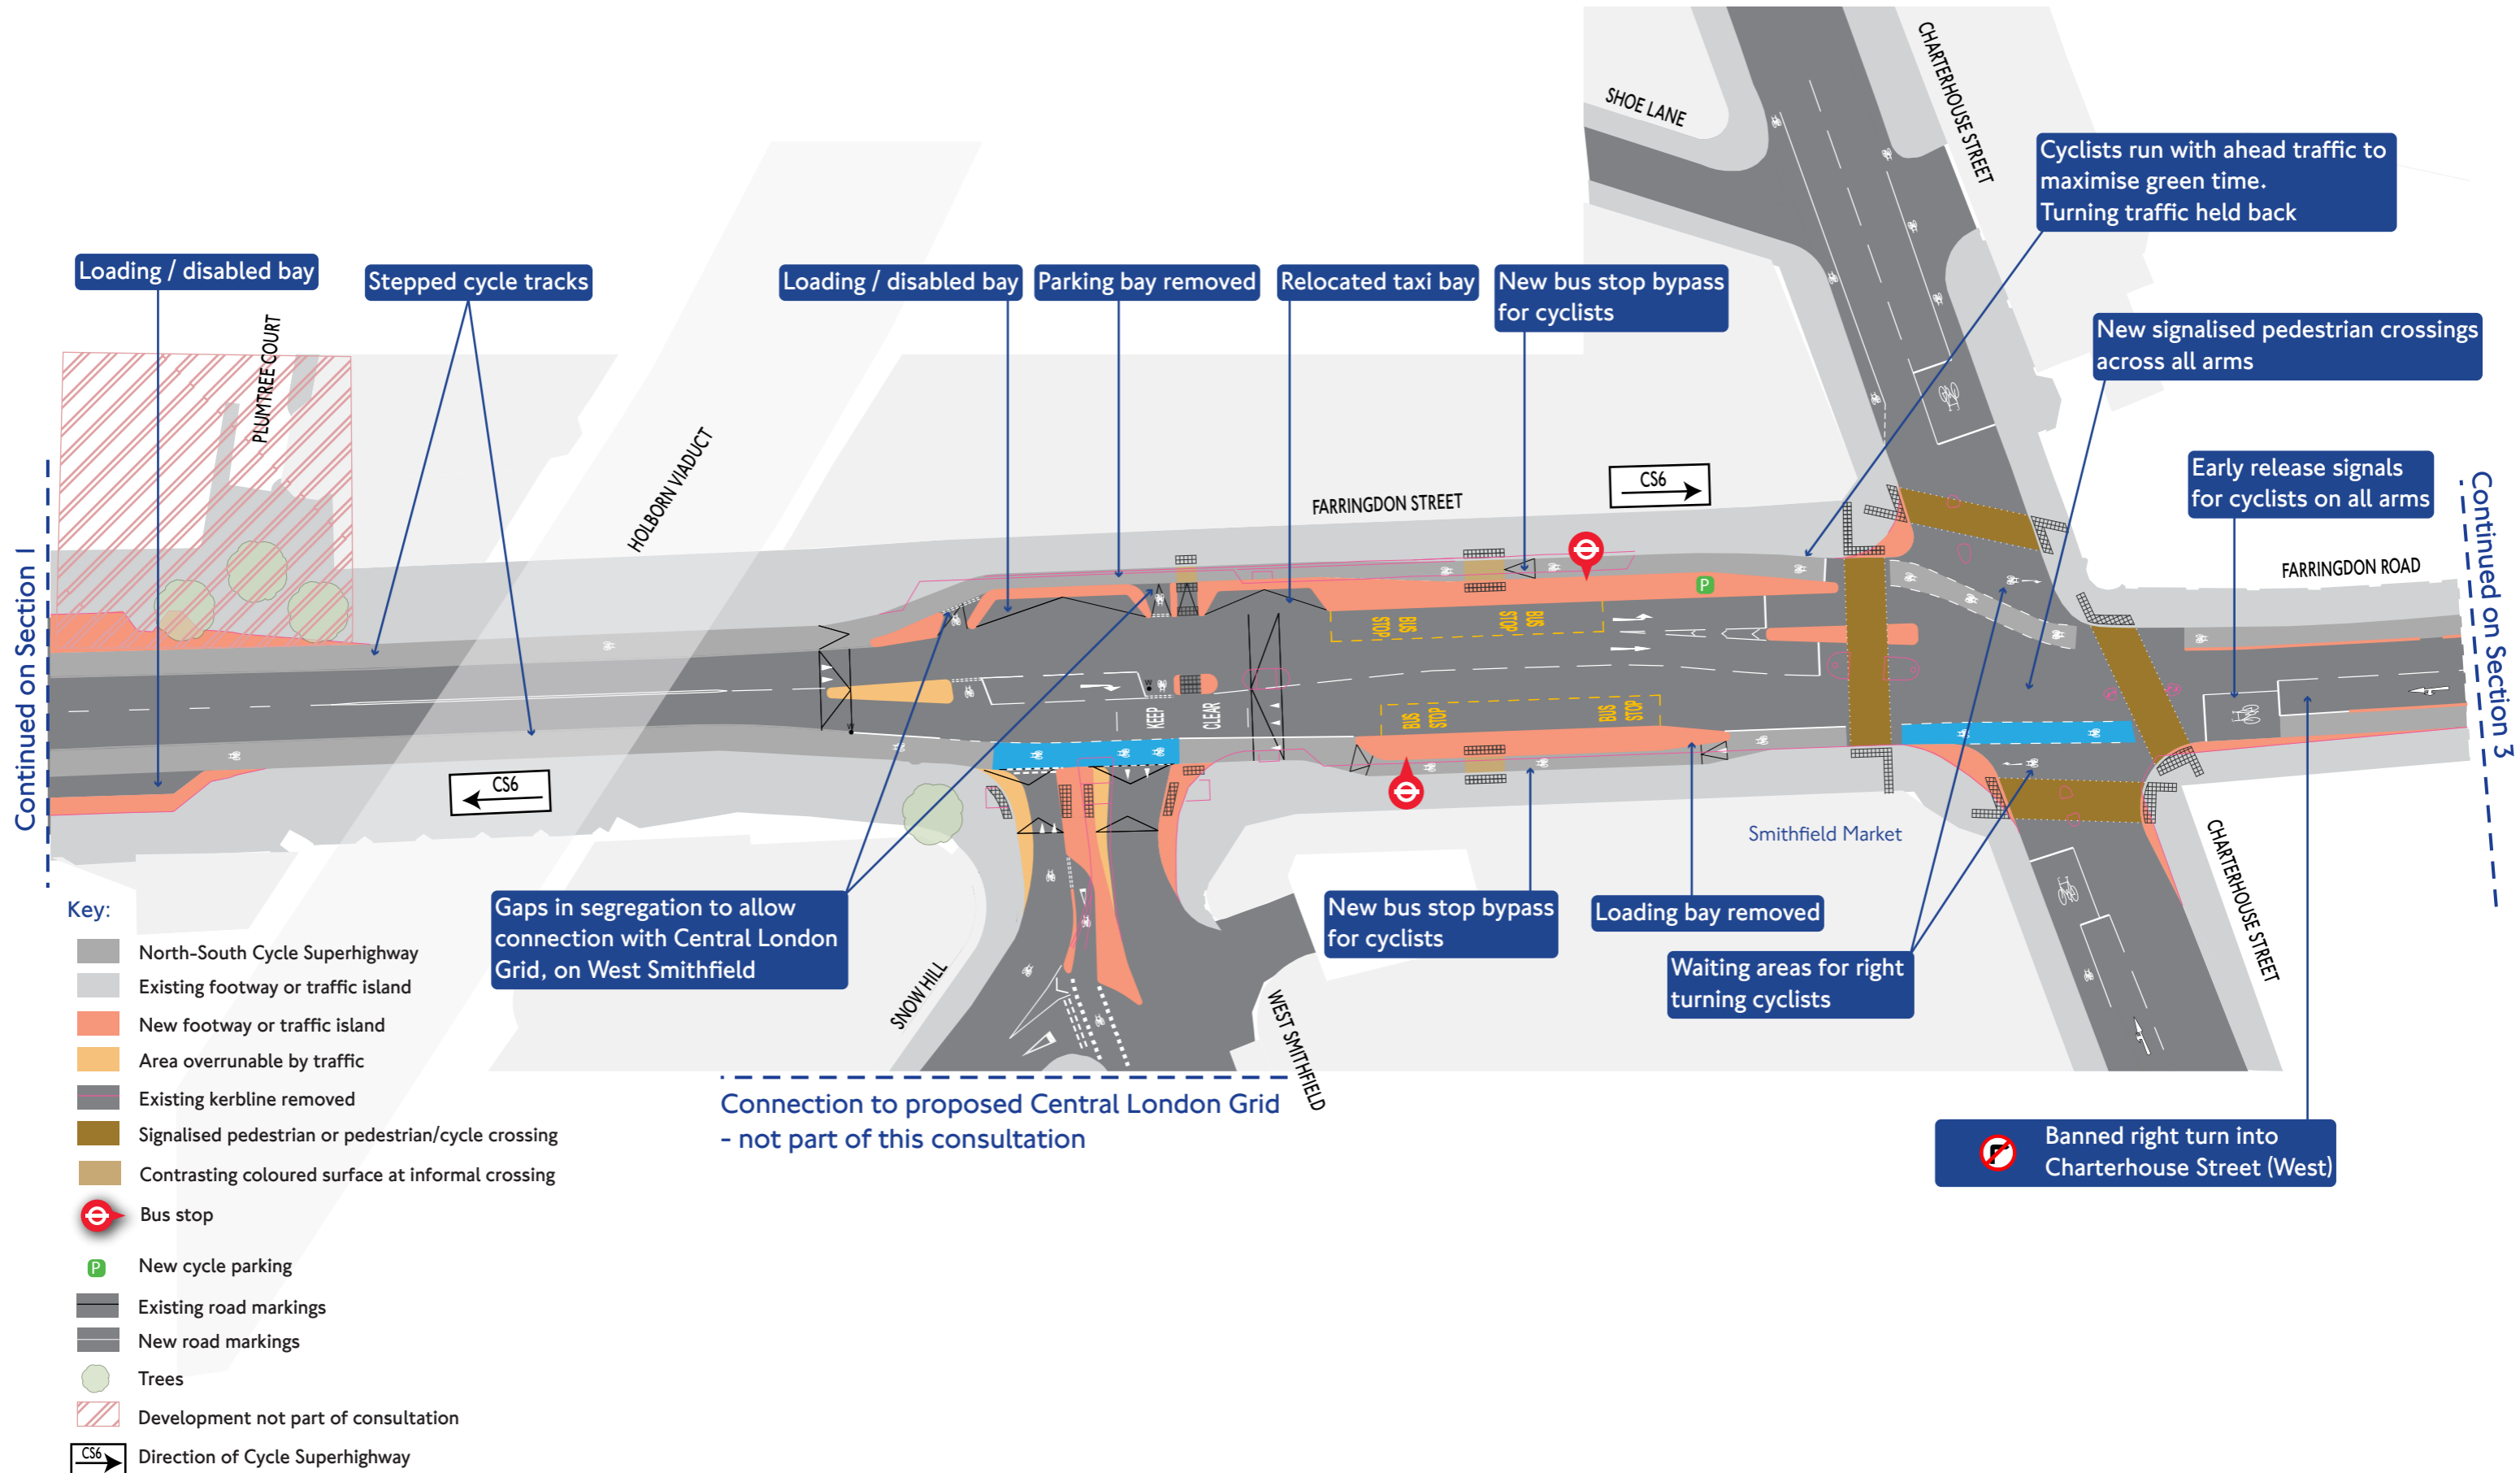 CHARTERHOUSE STREET
SHOE LANE
Cyclists run with ahead traffic to
maximise green time.
Turning traffic held back
Loading / disabled bay
Stepped cycle tracks
Loading / disabled bay
Parking bay removed
Relocated taxi bay
New bus stop bypass
for cyclists
New signalised pedestrian crossings
across all arms
PLUMTREE COURT
HOLBORN VIADUCT
FARRINGDON STREET
CS6
Early release signals
for cyclists on all arms
FARRINGDON ROAD
Continued on Section 1
Continued on Section 3
BUS
STOP
BUS
STOP
KEEP
CLEAR
BUS
STOP
BUS
STOP
P
CS6
Smithfield Market
CHARTERHOUSE STREET
Gaps in segregation to allow
connection with Central London
Grid, on West Smithfield
New bus stop bypass
for cyclists
Loading bay removed
Waiting areas for right
turning cyclists
SNOW HILL
WEST SMITHFIELD
Connection to proposed Central London Grid
- not part of this consultation
Banned right turn into
Charterhouse Street (West)
Key:
North-South Cycle Superhighway
Existing footway or traffic island
New footway or traffic island
Area overrunable by traffic
Existing kerbline removed
Signalised pedestrian or pedestrian/cycle crossing
Contrasting coloured surface at informal crossing
Bus stop
P
New cycle parking
Existing road markings
New road markings
Trees
Development not part of consultation
CS6
Direction of Cycle Superhighway